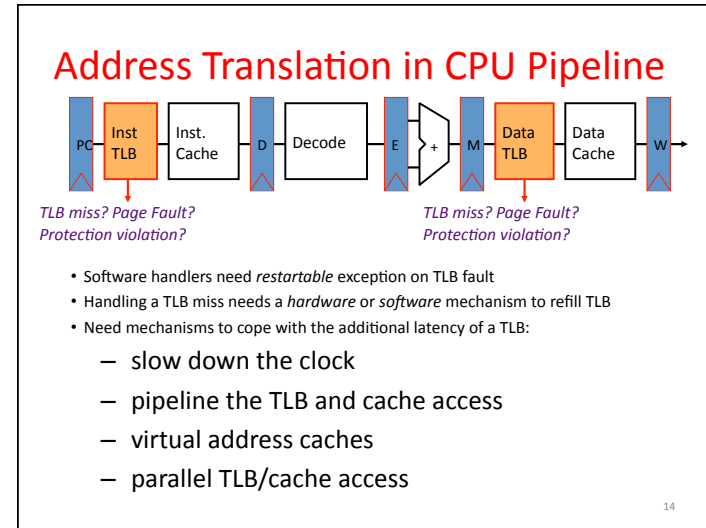 Address Translation in CPU Pipeline
PC
Inst
TLB
Inst.
Cache
D
Decode
E
+
M
Data
TLB
Data
Cache
W
TLB miss? Page Fault?
Protection violation?
TLB miss? Page Fault?
Protection violation?
• Software handlers need restartable exception on TLB fault
• Handling a TLB miss needs a hardware or software mechanism to refill TLB
• Need mechanisms to cope with the additional latency of a TLB:
– slow down the clock
– pipeline the TLB and cache access
– virtual address caches
– parallel TLB/cache access
14